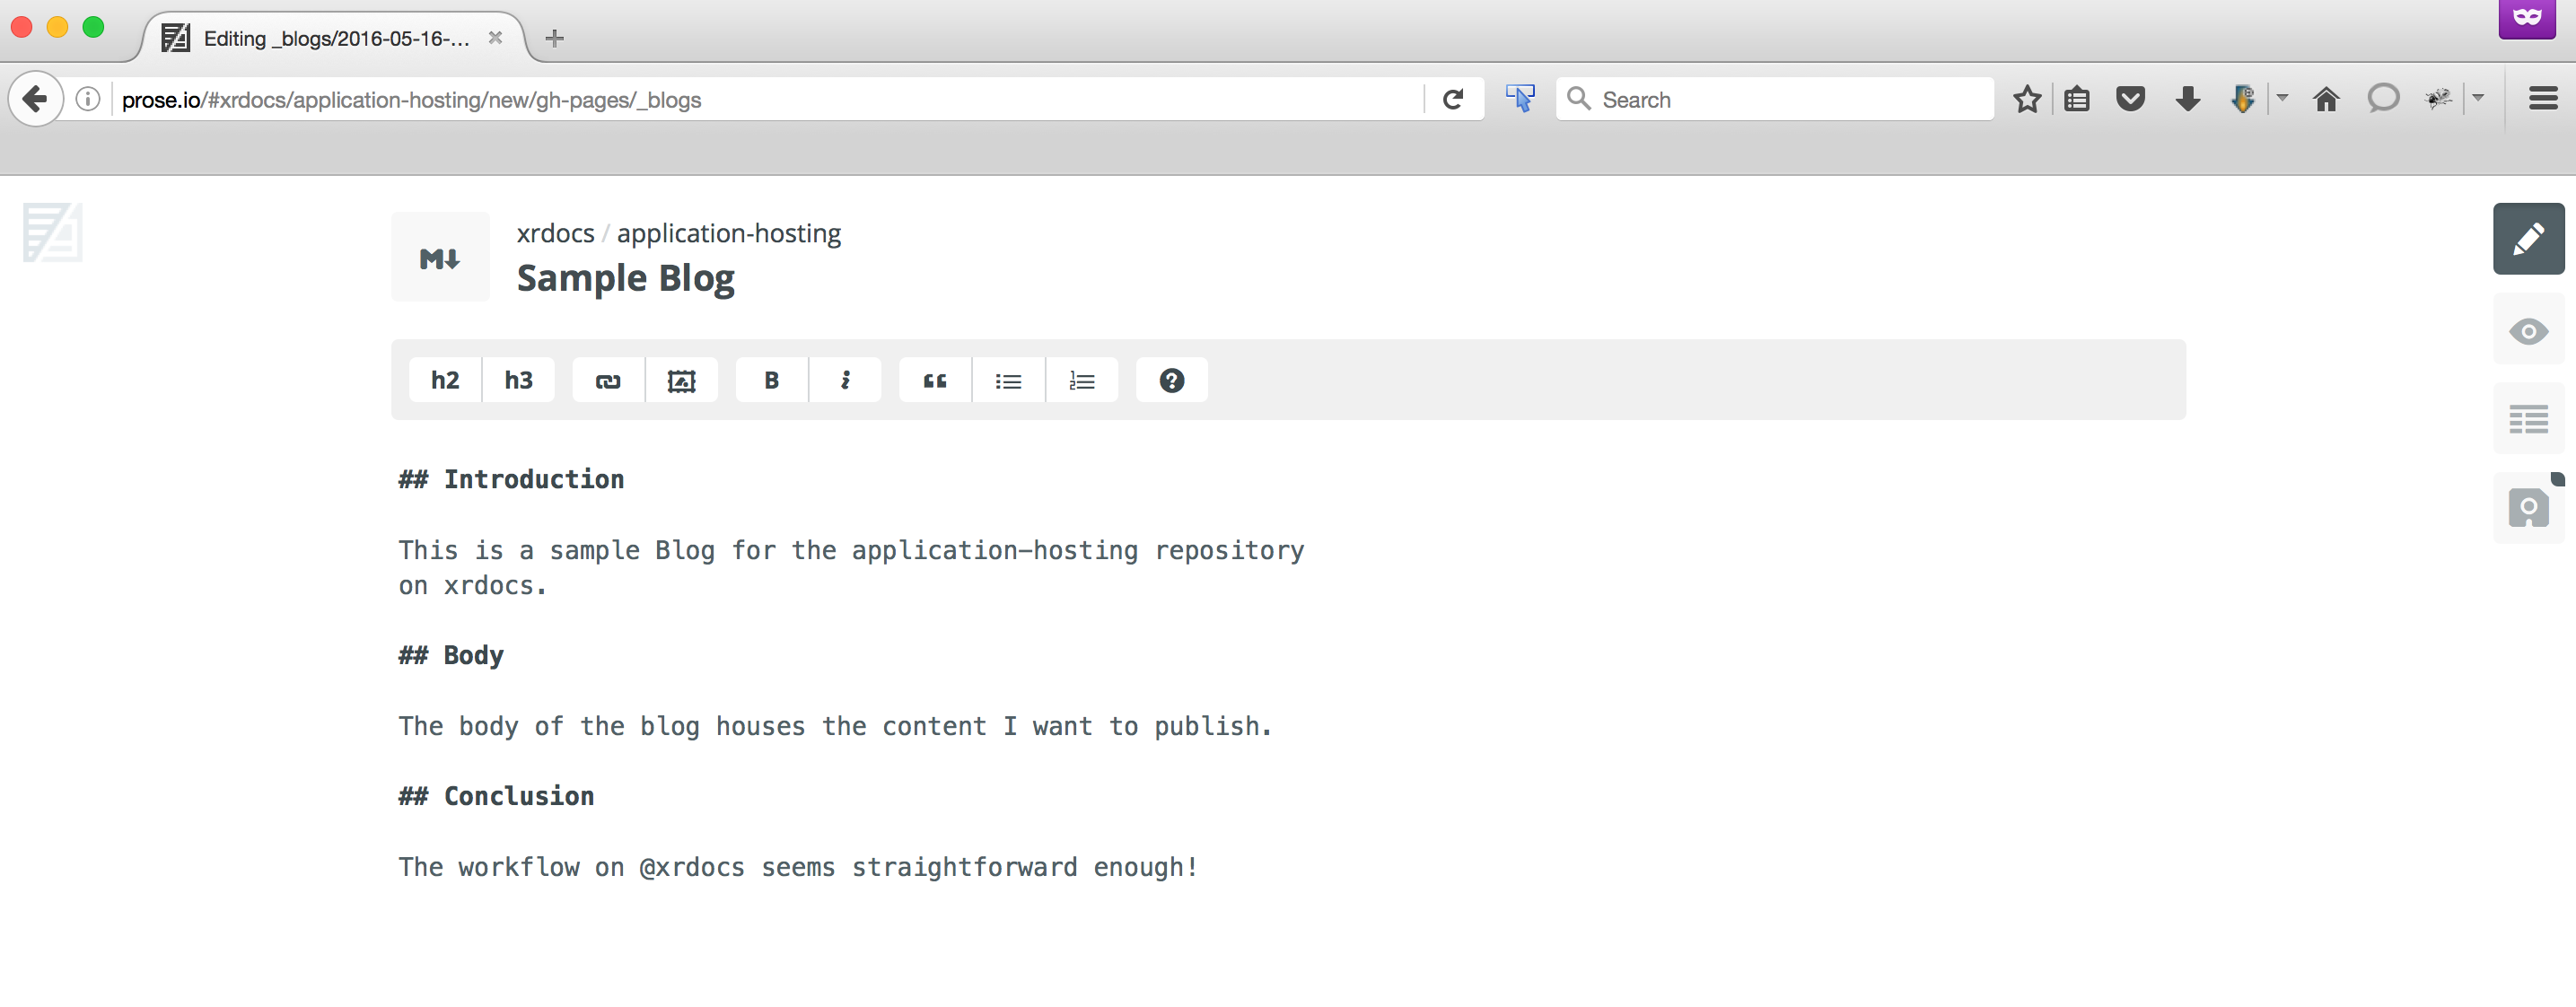 Editing _blogs/2016-05-16-...
prose.io/#xrdocs/application-hosting/new/gh-pages/_blogs
Search
M
xrdocs / application-hosting
Sample Blog
h2 h3 B i “ ?
## Introduction
This is a sample Blog for the application-hosting repository
on xrdocs.
## Body
The body of the blog houses the content I want to publish.
## Conclusion
The workflow on @xrdocs seems straightforward enough!